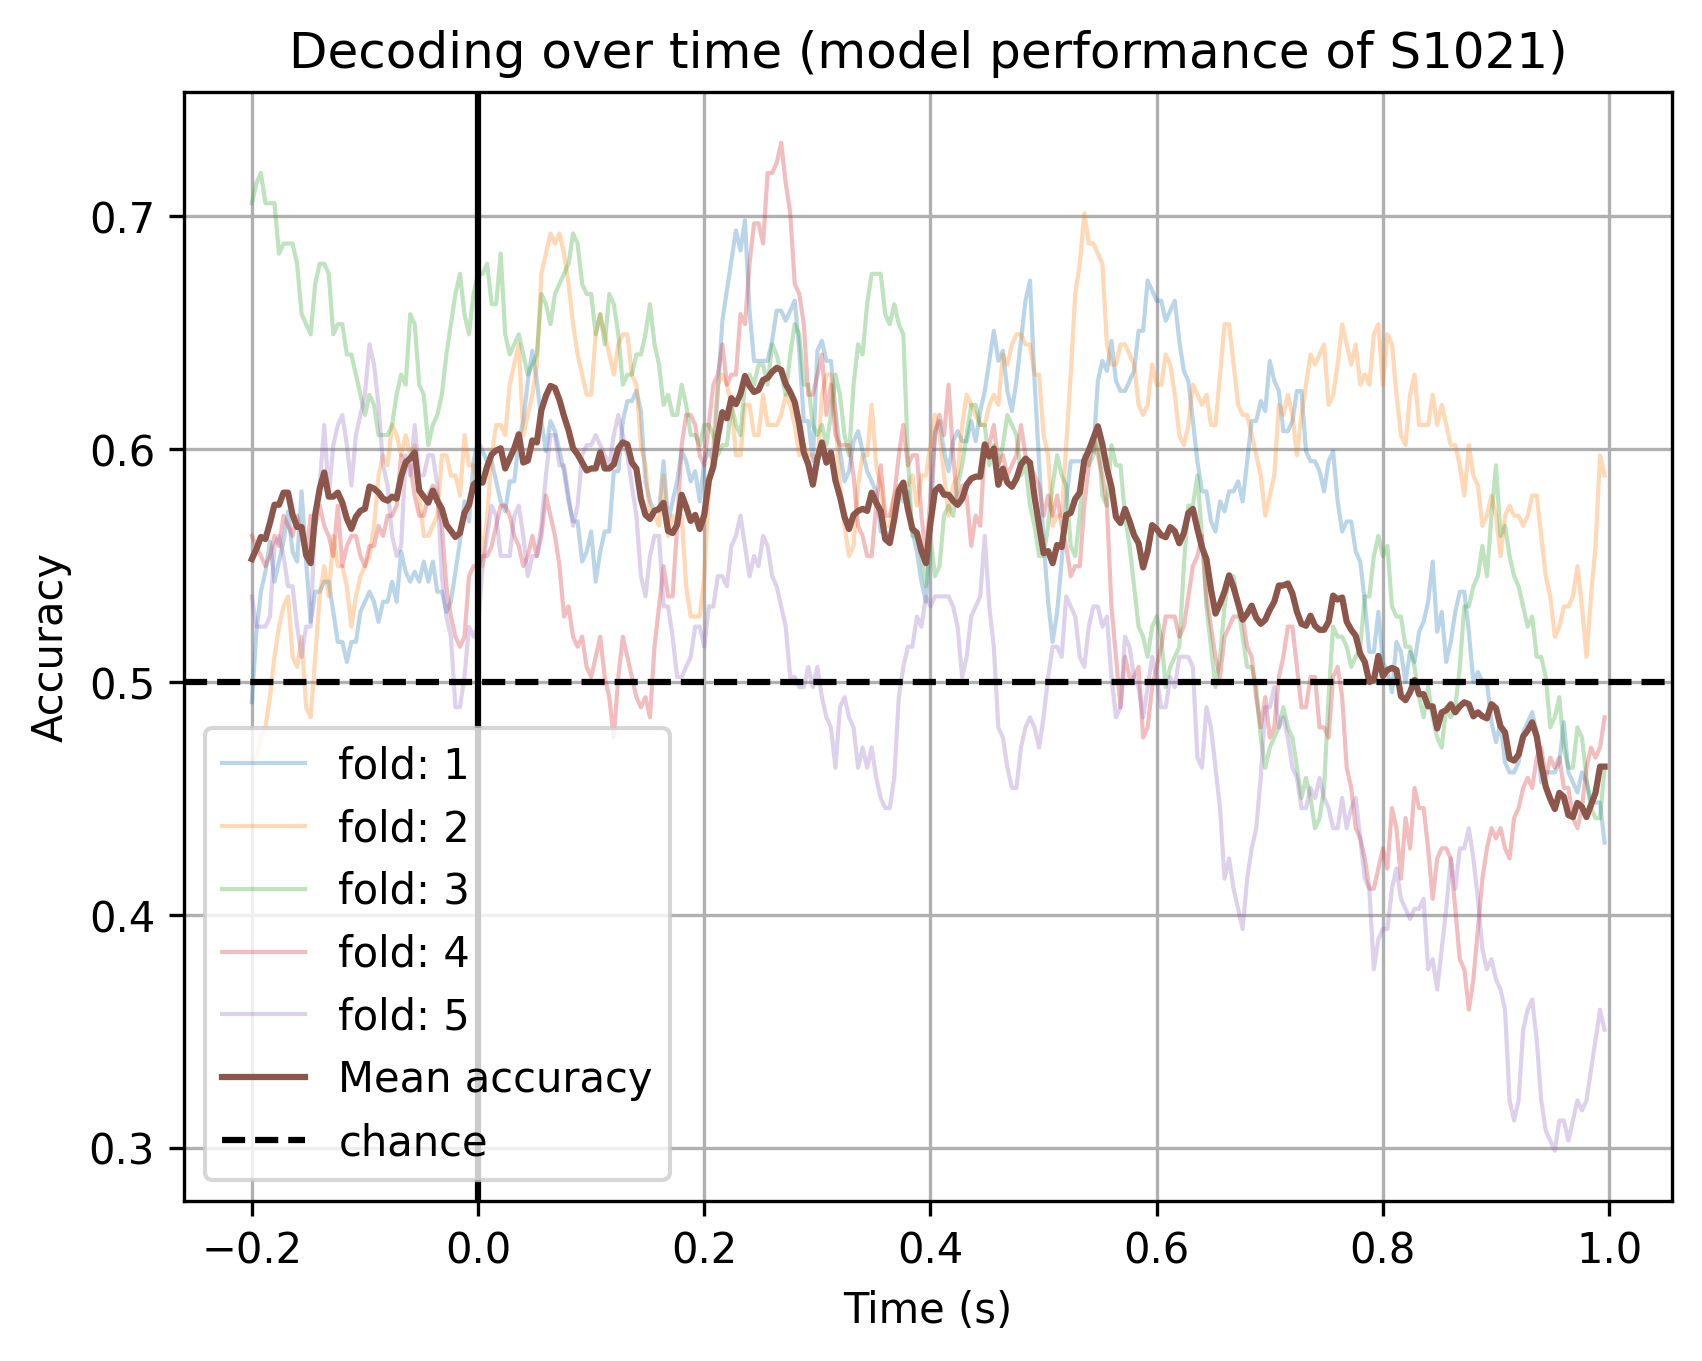 Decoding over time (model performance of S1021)
Accuracy
0.7
0.6
0.5
0.4
0.3
fold: 1
fold: 2
fold: 3
fold: 4
fold: 5
Mean accuracy
chance
−0.2 0.0 0.2 0.4 0.6 0.8 1.0
Time (s)